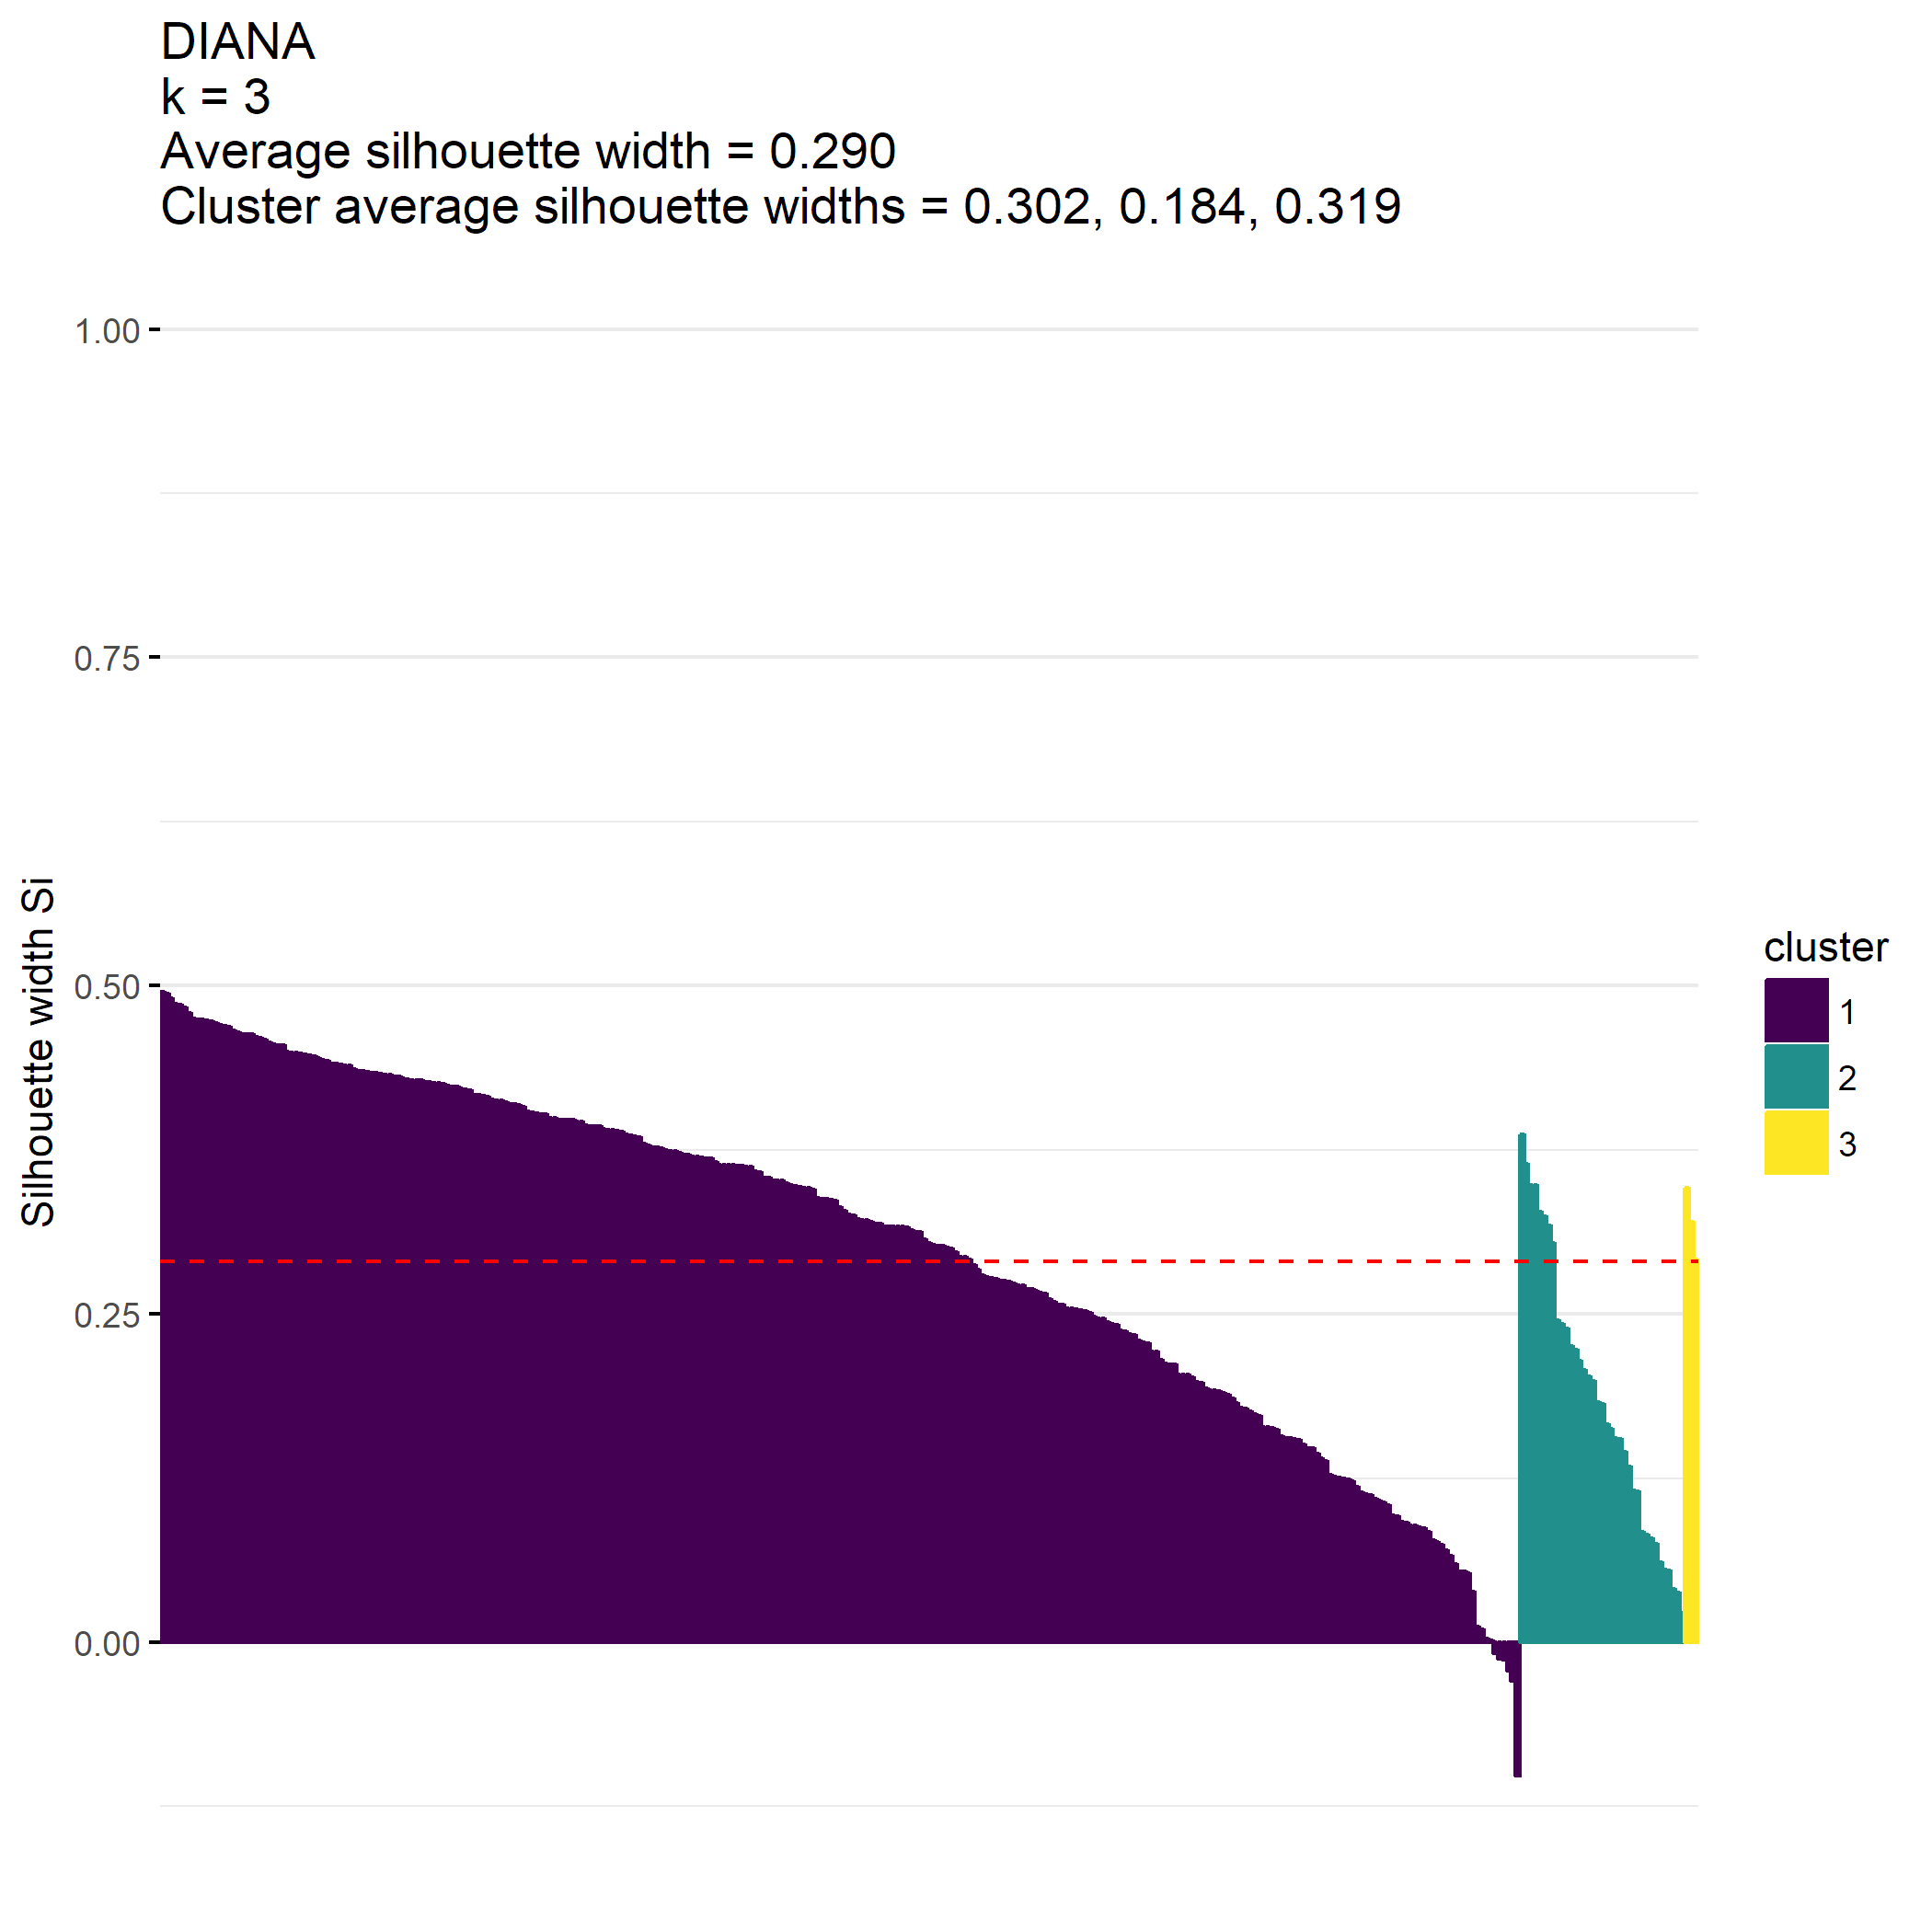 DIANA
k = 3
Average silhouette width = 0.290
Cluster average silhouette widths = 0.302, 0.184, 0.319
1.00
0.75
0.50
0.25
0.00
Silhouette width Si
cluster
1
2
3